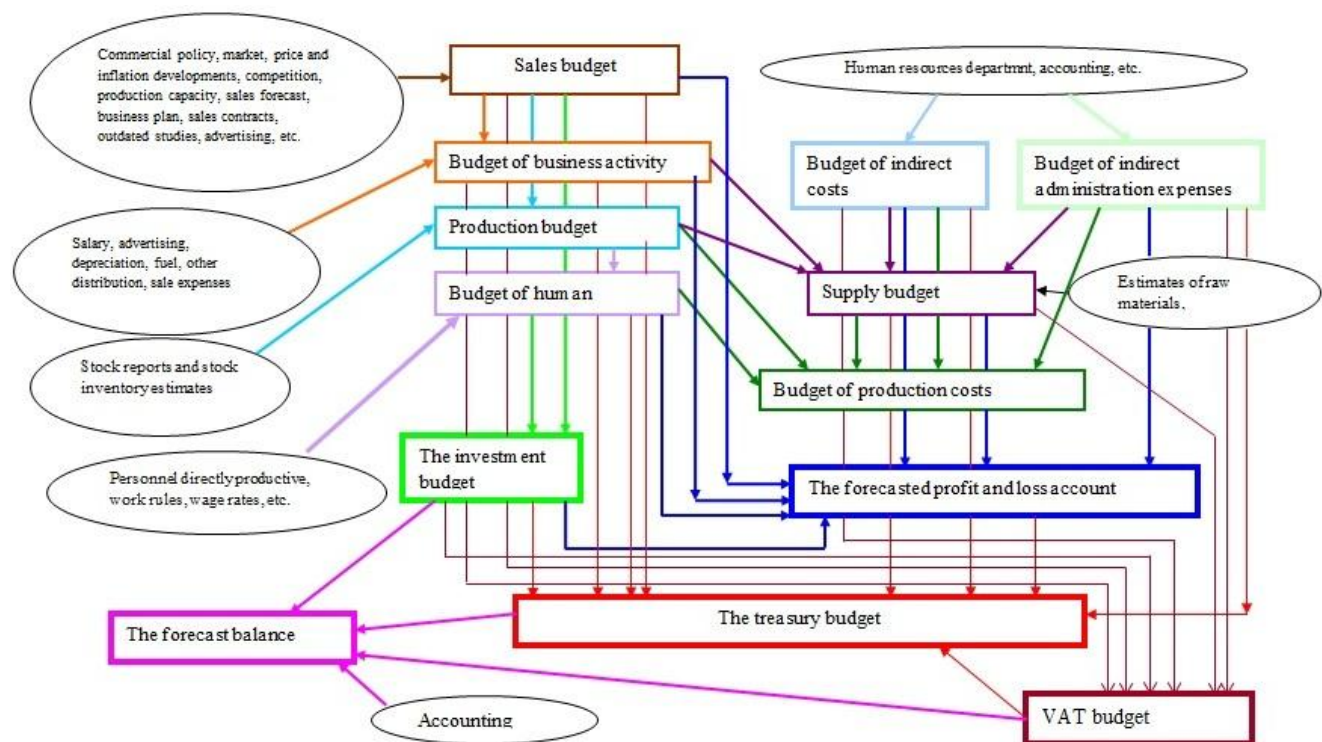 Commercial policy, market, price and
inflation developments, competition,
production capacity, sales forecast,
business plan, sales contracts,
outdated studies, advertising, etc.
Sales budget
Human resources departmnt, accounting, etc.
Budget of business activity
Budget of indirect
costs
Budget of indirect
administration expenses
Salary, advertising,
depreciation, fuel, other
distribution, sale expenses
Production budget
Budget of human
Supply budget
Estimates of raw
materials,
Stock reports and stock
inventory estimates
Budget of production costs
Personnel directly productive,
work rules, wage rates, etc.
The investment
budget
The forecasted profit and loss account
The forecast balance
The treasury budget
Accounting
VAT budget